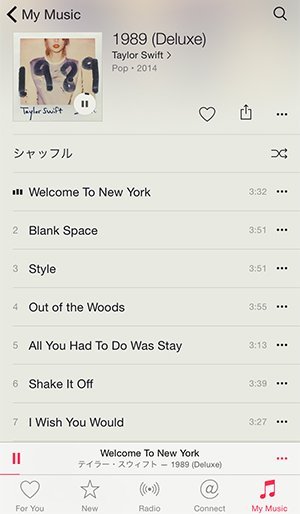 My Music
1989
Taylor Swift
1989 (Deluxe)
Taylor Swift >
Pop • 2014
シャッフル
Welcome To New York 3:32
2 Blank Space 3:51
3 Style 3:51
4 Out of the Woods 3:55
5 All You Had To Do Was Stay 3:13
6 Shake It Off 3:39
7 I Wish You Would 3:27
Welcome To New York
テイラー・スウィフト — 1989 (Deluxe)
For You New Radio Connect My Music